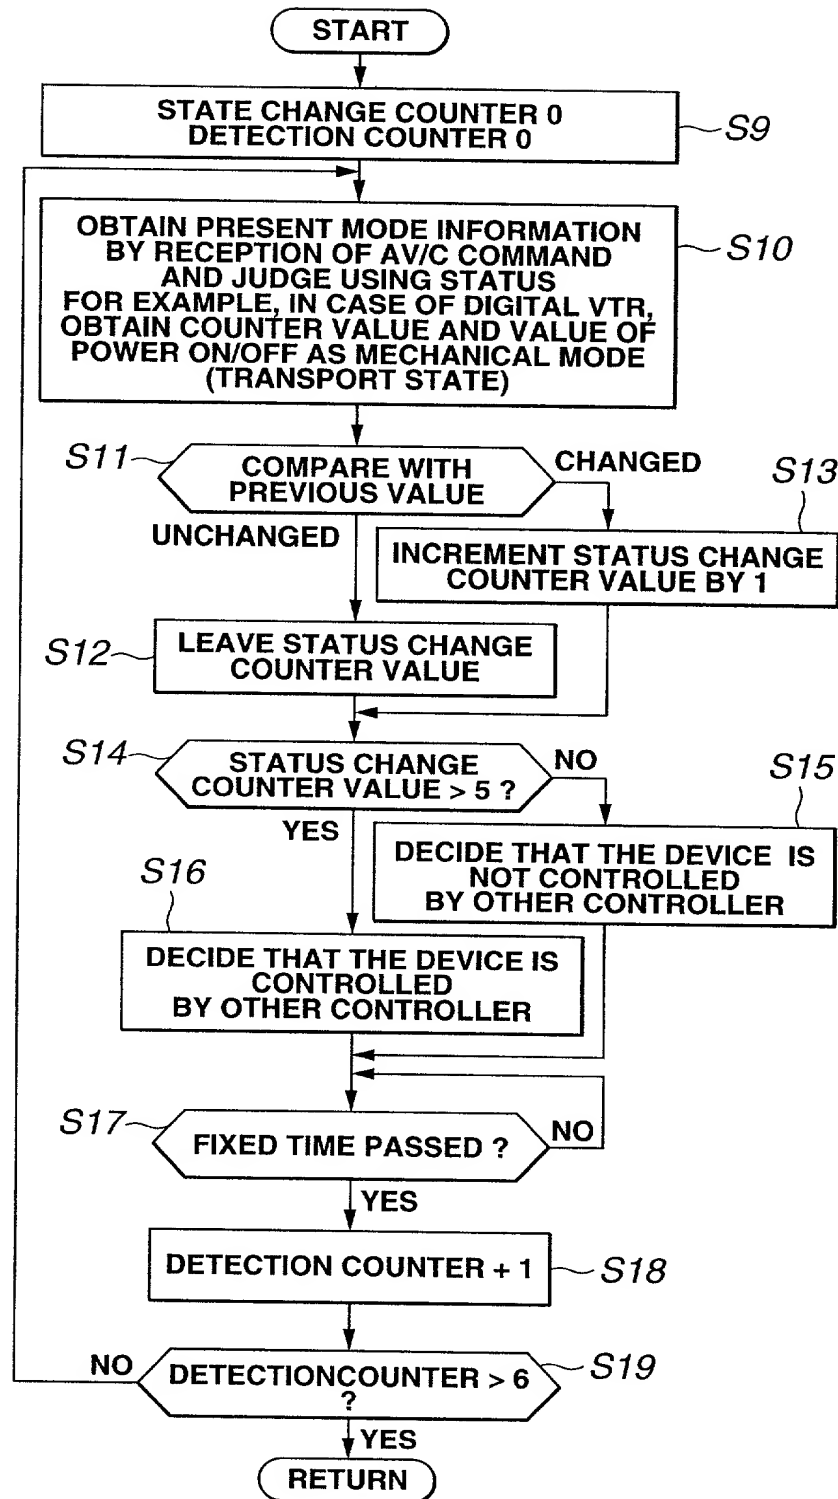 START
STATE CHANGE COUNTER 0
DETECTION COUNTER 0
S9
OBTAIN PRESENT MODE INFORMATION
BY RECEPTION OF AV/C COMMAND
AND JUDGE USING STATUS
FOR EXAMPLE, IN CASE OF DIGITAL VTR,
OBTAIN COUNTER VALUE AND VALUE OF
POWER ON/OFF AS MECHANICAL MODE
(TRANSPORT STATE)
S10
S11
COMPARE WITH
PREVIOUS VALUE
CHANGED
S13
UNCHANGED
INCREMENT STATUS CHANGE
COUNTER VALUE BY 1
S12
LEAVE STATUS CHANGE
COUNTER VALUE
S14
STATUS CHANGE
COUNTER VALUE > 5 ?
NO
S15
YES
DECIDE THAT THE DEVICE IS
NOT CONTROLLED
BY OTHER CONTROLLER
S16
DECIDE THAT THE DEVICE IS
CONTROLLED
BY OTHER CONTROLLER
S17
FIXED TIME PASSED ?
NO
YES
DETECTION COUNTER + 1
S18
NO
DETECTIONCOUNTER > 6
?
S19
YES
RETURN